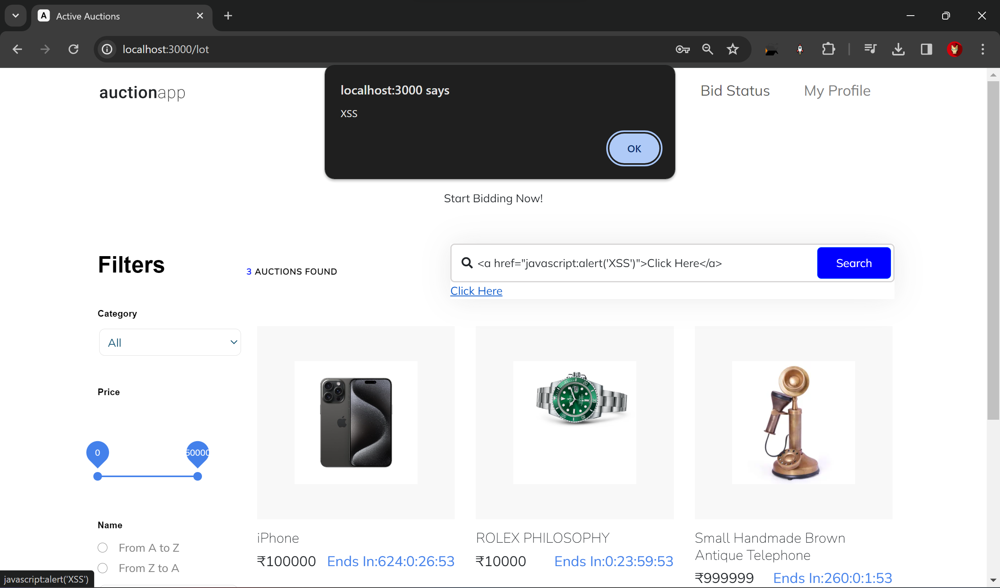 A Active Auctions
localhost:3000/lot
auctionapp
Bid Status
My Profile
localhost:3000 says
XSS
OK
Start Bidding Now!
Filters
3 AUCTIONS FOUND
<a href="javascript:alert('XSS')">Click Here</a>
Search
Click Here
Category
All
Price
0
50000
Name
From A to Z
From Z to A
iPhone
₹100000 Ends In:624:0:26:53
ROLEX PHILOSOPHY
₹10000 Ends In:0:23:59:53
Small Handmade Brown
Antique Telephone
₹999999 Ends In:260:0:1:53
javascript:alert('XSS')